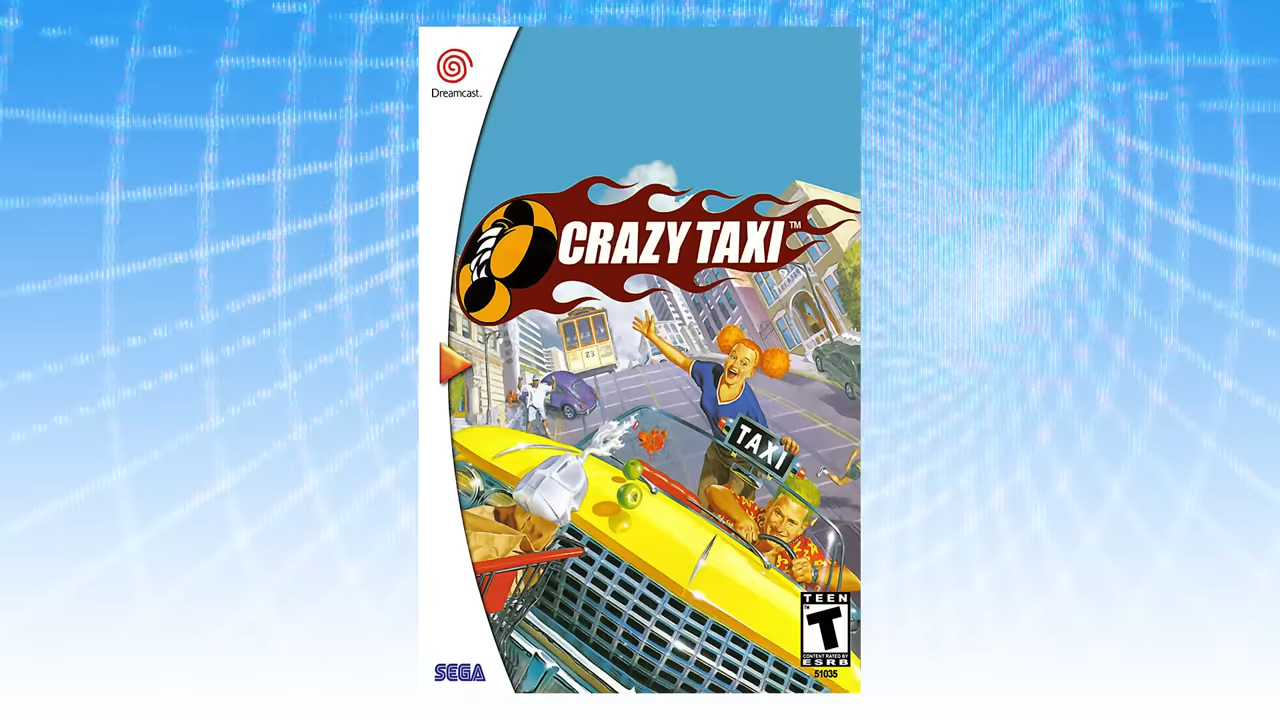 Dreamcast.
CRAZY TAXI™
23
TAXI
TEEN
T
CONTENT RATED BY
ESRB
SEGA
51035